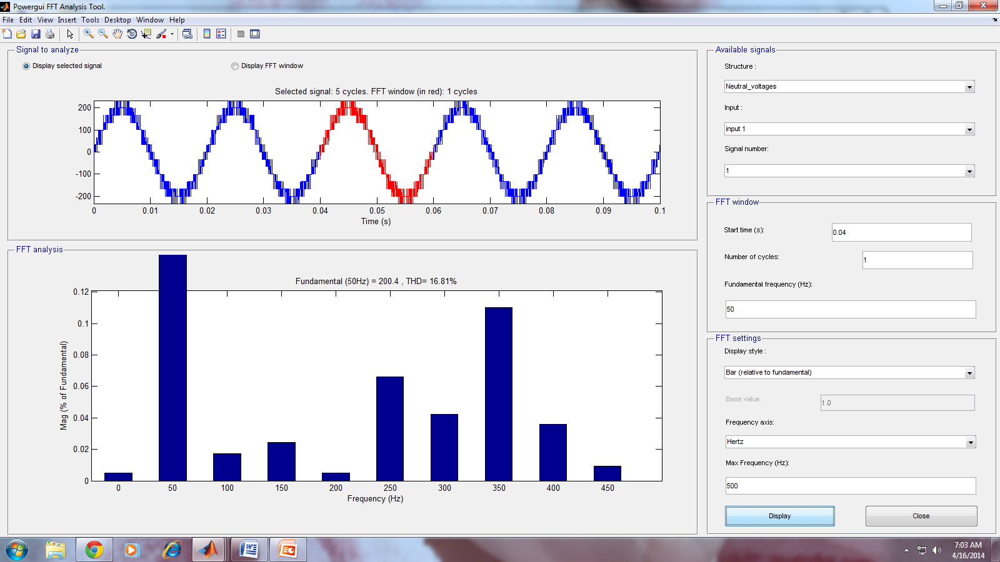 Powergui FFT Analysis Tool.
File Edit View Insert Tools Desktop Window Help
Signal to analyze
Display selected signal
Display FFT window
Selected signal: 5 cycles. FFT window (in red): 1 cycles
200
100
0
-100
-200
0 0.01 0.02 0.03 0.04 0.05 0.06 0.07 0.08 0.09 0.1
Time (s)
FFT analysis
Fundamental (50Hz) = 200.4 , THD= 16.81%
Mag (% of Fundamental)
0.12
0.1
0.08
0.06
0.04
0.02
0
0 50 100 150 200 250 300 350 400 450
Frequency (Hz)
Available signals
Structure :
Neutral_voltages
Input :
input 1
Signal number:
1
FFT window
Start time (s):
0.04
Number of cycles:
1
Fundamental frequency (Hz):
50
FFT settings
Display style :
Bar (relative to fundamental)
Base value:
1.0
Frequency axis:
Hertz
Max Frequency (Hz):
500
Display
Close
7:03 AM
4/16/2014